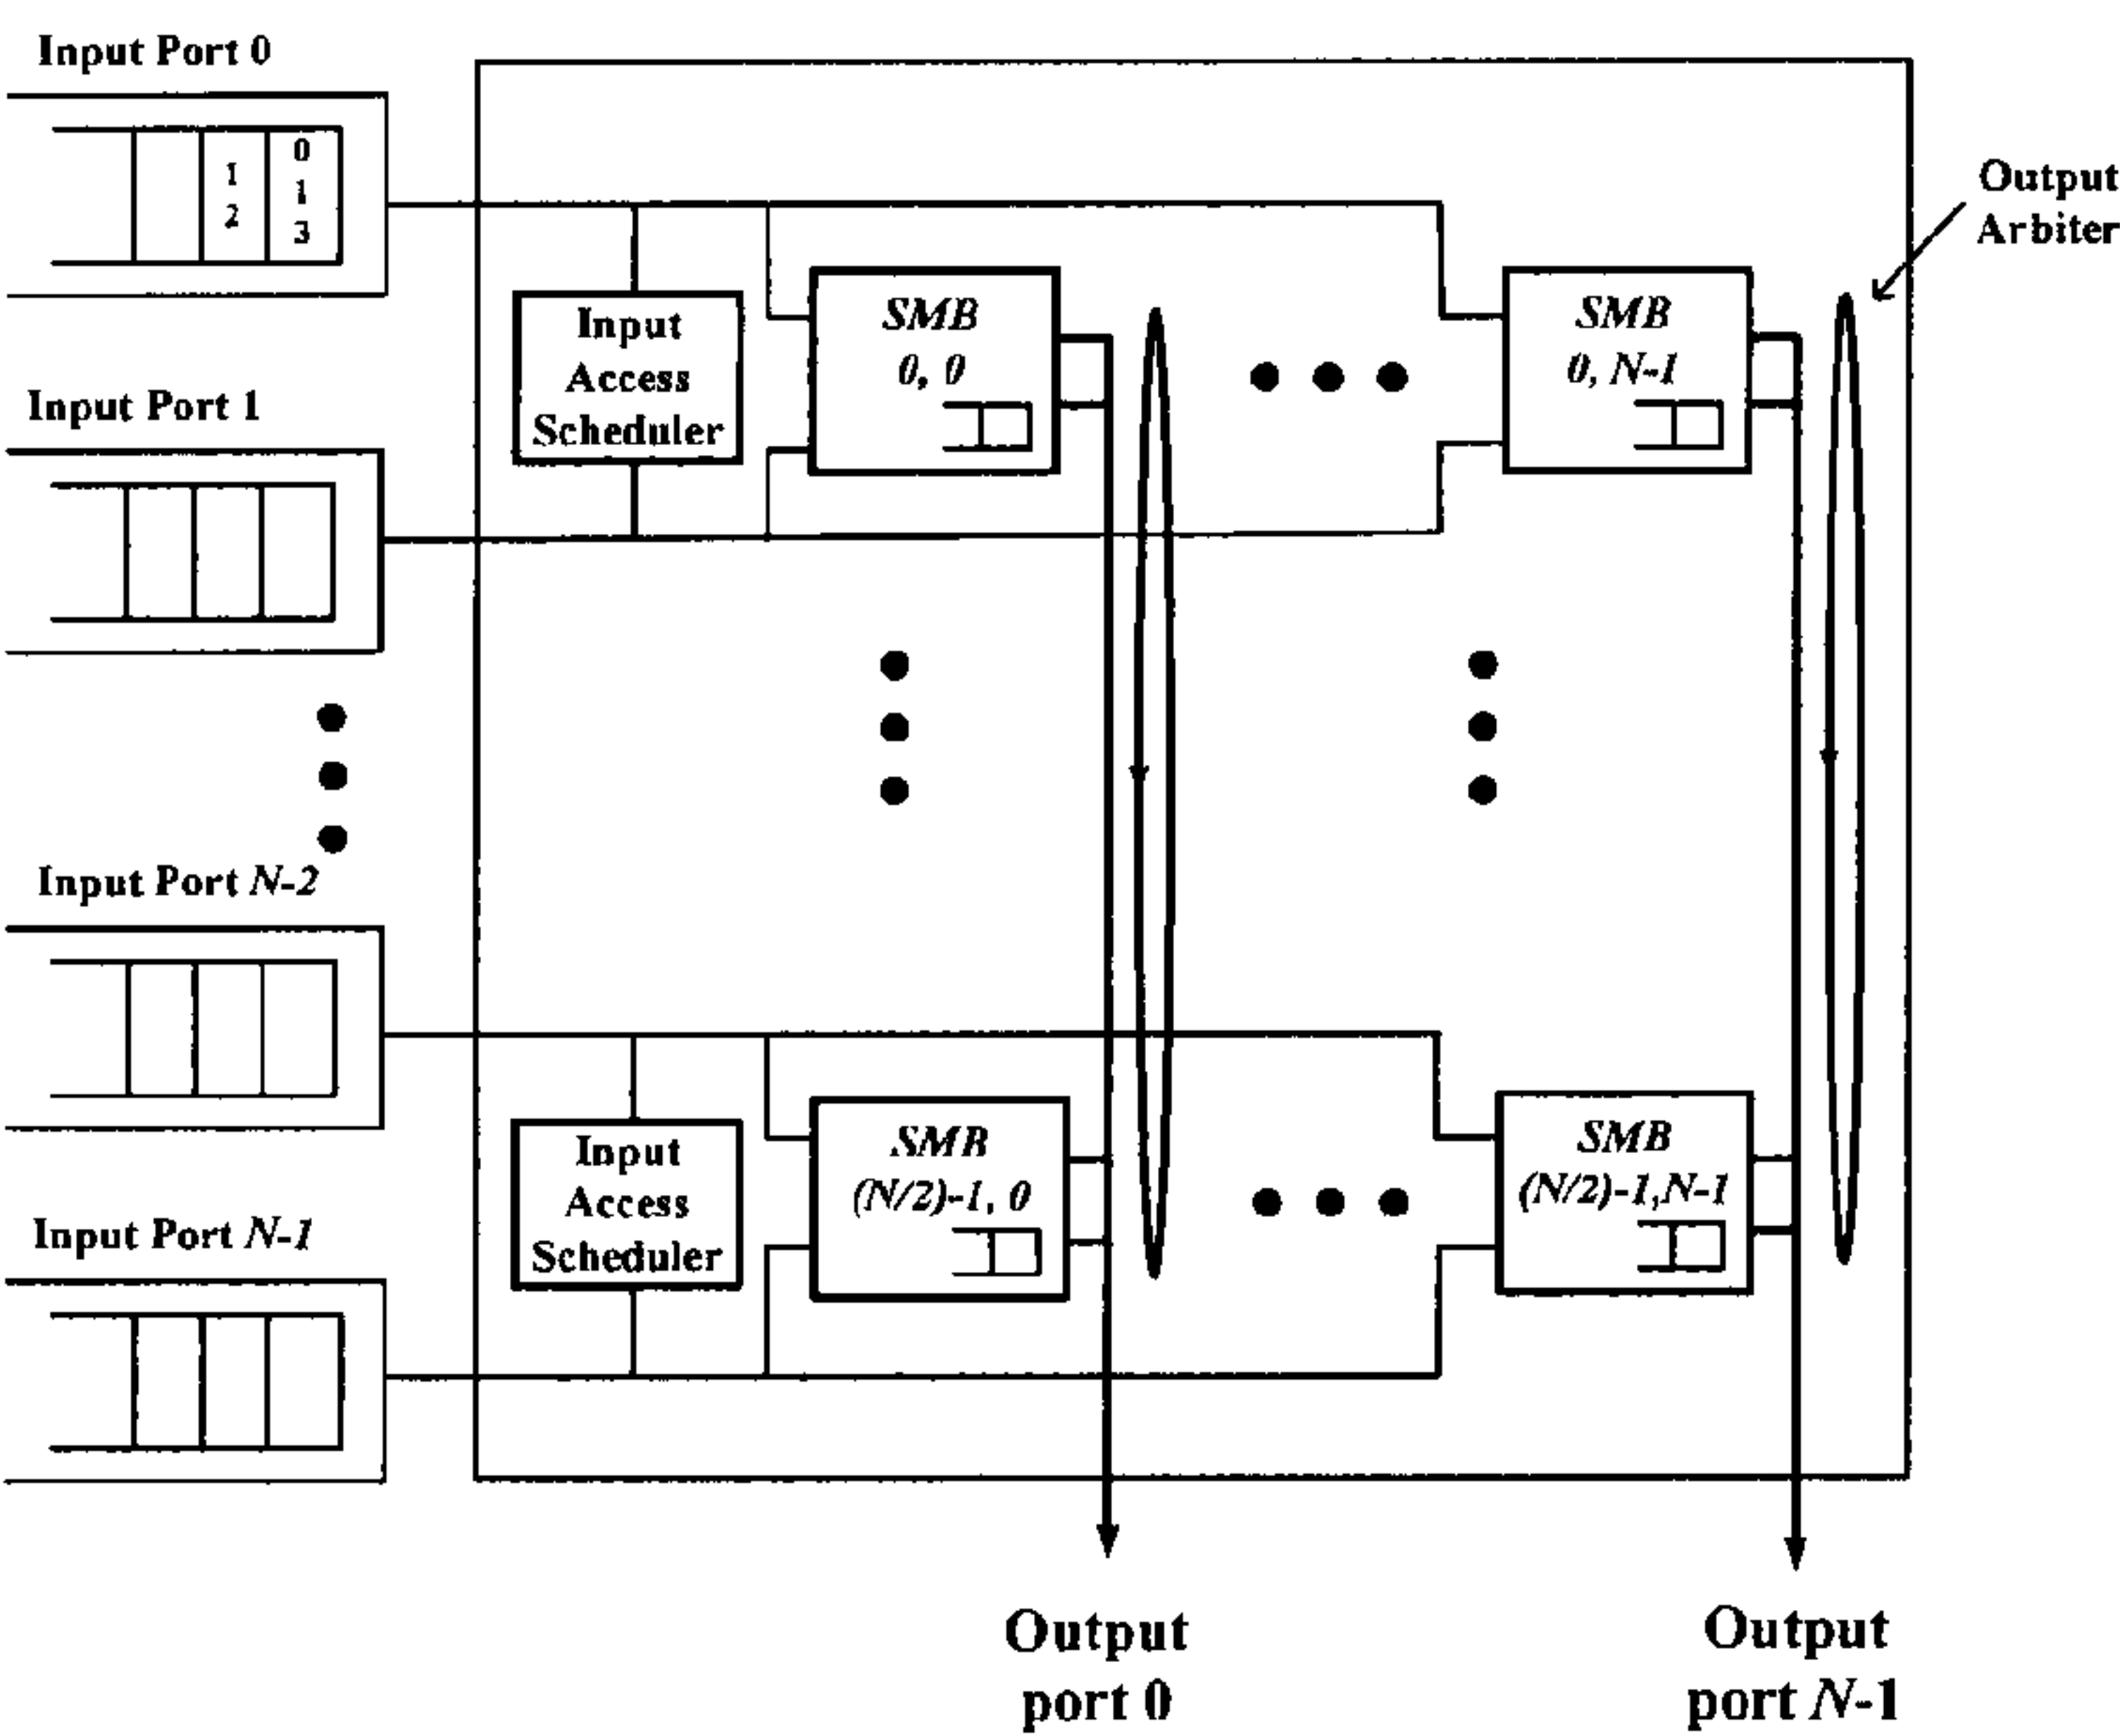 Input Port 0
0
1
1
2
3
Output
Arbiter
Input
Access
Scheduler
SMB
0, 0
SMB
0, N-1
Input Port 1
Input Port N-2
Input
Access
Scheduler
SMB
(N/2)-1, 0
SMB
(N/2)-1,N-1
Input Port N-1
Output
port 0
Output
port N-1